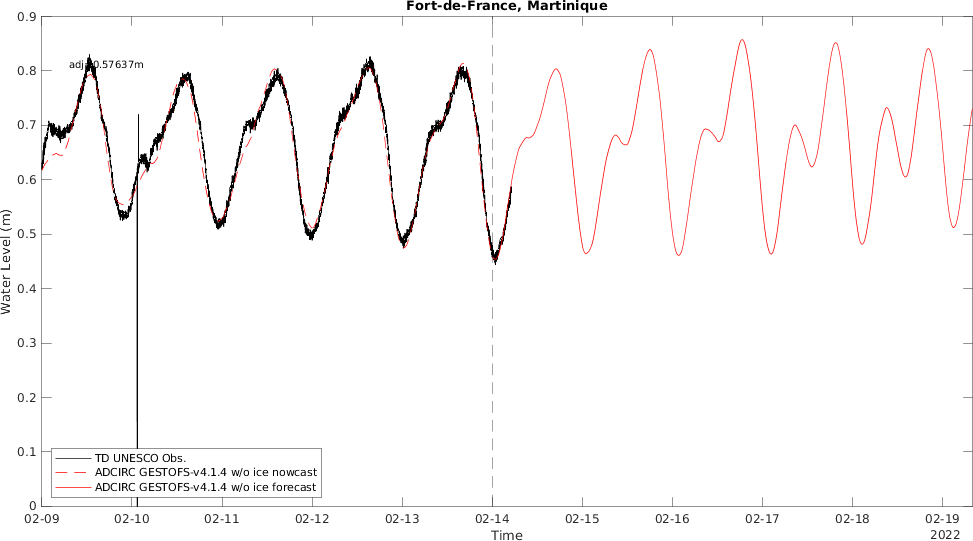 Fort-de-France, Martinique
0.9
0.8
0.7
0.6
0.5
0.4
0.3
0.2
0.1
0
Water Level (m)
adj: 0.57637m
TD UNESCO Obs.
ADCIRC GESTOFS-v4.1.4 w/o ice nowcast
ADCIRC GESTOFS-v4.1.4 w/o ice forecast
02-09 02-10 02-11 02-12 02-13 02-14 02-15 02-16 02-17 02-18 02-19
Time
2022